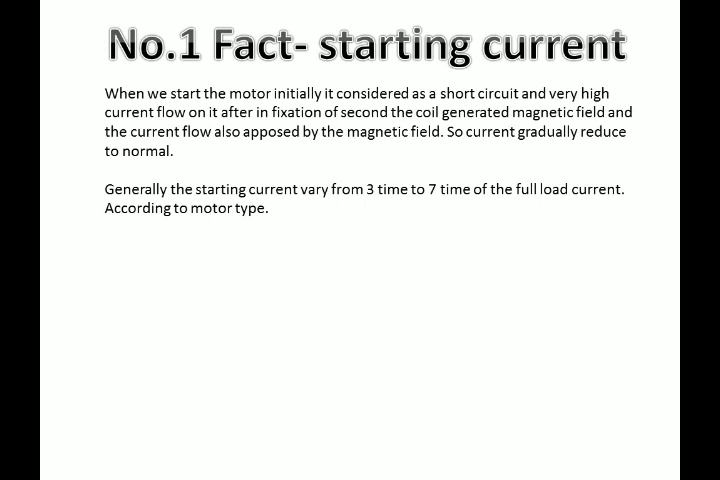 No.1 Fact- starting current
When we start the motor initially it considered as a short circuit and very high
current flow on it after in fixation of second the coil generated magnetic field and
the current flow also apposed by the magnetic field. So current gradually reduce
to normal.
Generally the starting current vary from 3 time to 7 time of the full load current.
According to motor type.